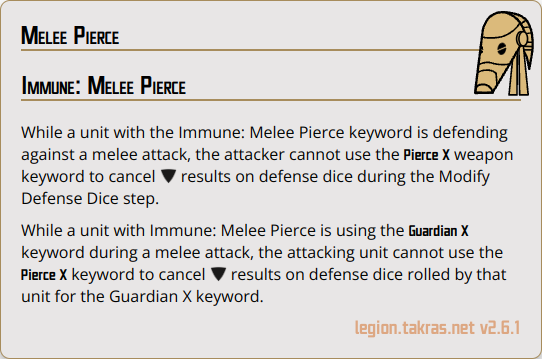 Melee Pierce
Immune: Melee Pierce
While a unit with the Immune: Melee Pierce keyword is defending
against a melee attack, the attacker cannot use the Pierce X weapon
keyword to cancel results on defense dice during the Modify
Defense Dice step.
While a unit with Immune: Melee Pierce is using the Guardian X
keyword during a melee attack, the attacking unit cannot use the
Pierce X keyword to cancel results on defense dice rolled by that
unit for the Guardian X keyword.
legion.takras.net v2.6.1